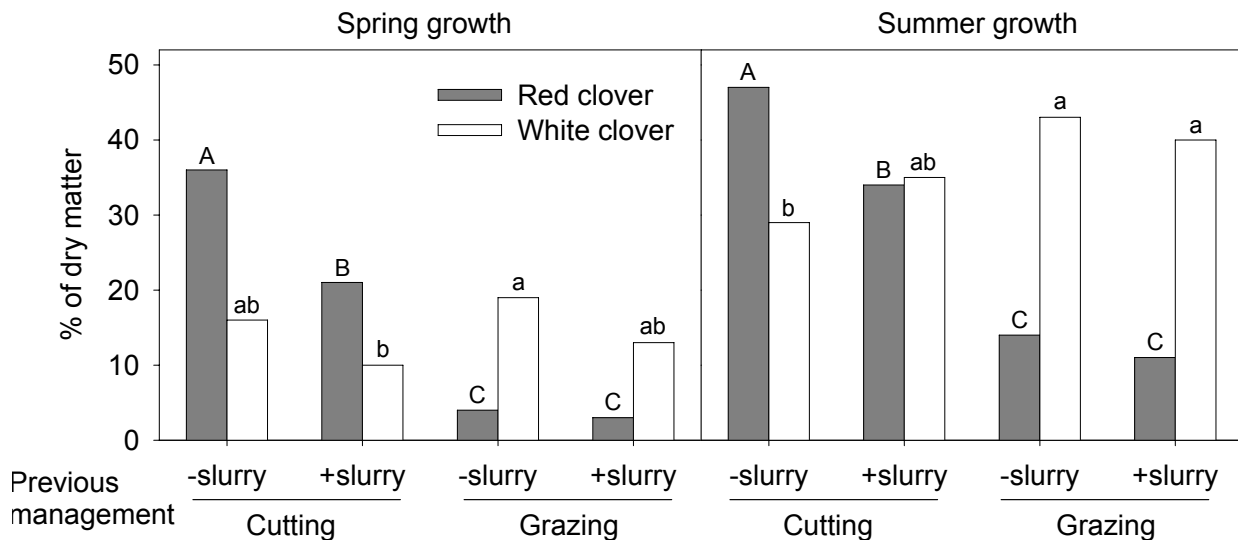 Spring growth
Summer growth
% of dry matter
50
40
30
20
10
0
Red clover
White clover
A
ab
B
b
C
a
C
ab
A
b
B
ab
C
a
C
a
Previous
management
-slurry +slurry -slurry +slurry -slurry +slurry -slurry +slurry
Cutting Grazing Cutting Grazing